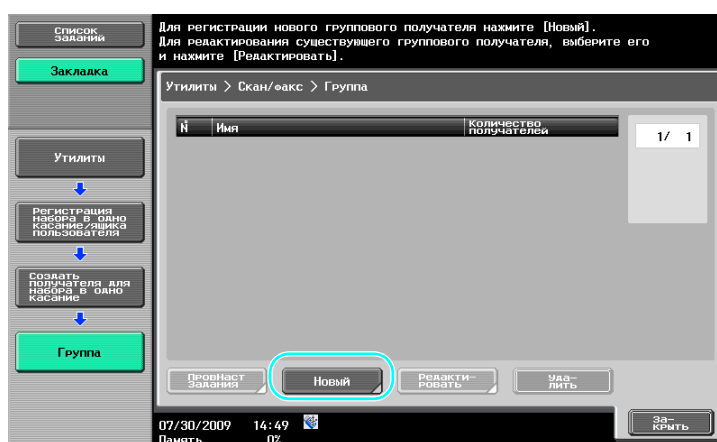 Список
заданий
Закладка
Для регистрации нового группового получателя нажмите [Новый].
Для редактирования существующего группового получателя, выберите его
и нажмите [Редактировать].
Утилиты > Скан/факс > Группа
N
Имя
Количество
получателей
1/ 1
Утилиты
Регистрация
набора в одно
касание/ящика
пользователя
Создать
получателя для
набора в одно
касание
Группа
ПровНаст
Задания
Новый
Редакти-
ровать
Уда-
лить
07/30/2009 14:49
Память 0%
За-
крыть